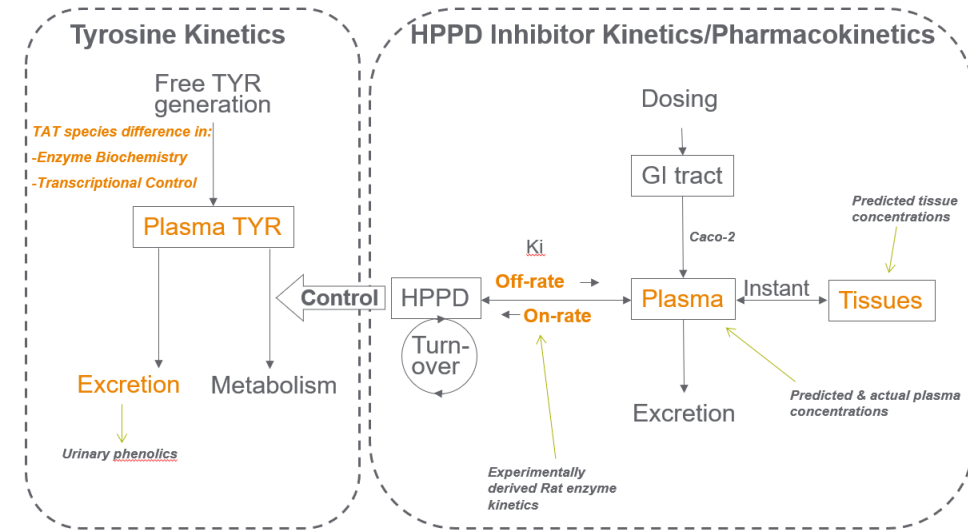 Tyrosine Kinetics
Free TYR
generation
TAT species difference in:
-Enzyme Biochemistry
-Transcriptional Control
Plasma TYR
Excretion
Metabolism
Urinary phenolics
HPPD Inhibitor Kinetics/Pharmacokinetics
Dosing
GI tract
Caco-2
Predicted tissue
concentrations
Ki
Off-rate
On-rate
Control
HPPD
Plasma
Instant
Tissues
Turn-
over
Excretion
Predicted & actual plasma
concentrations
Experimentally
derived Rat enzyme
kinetics